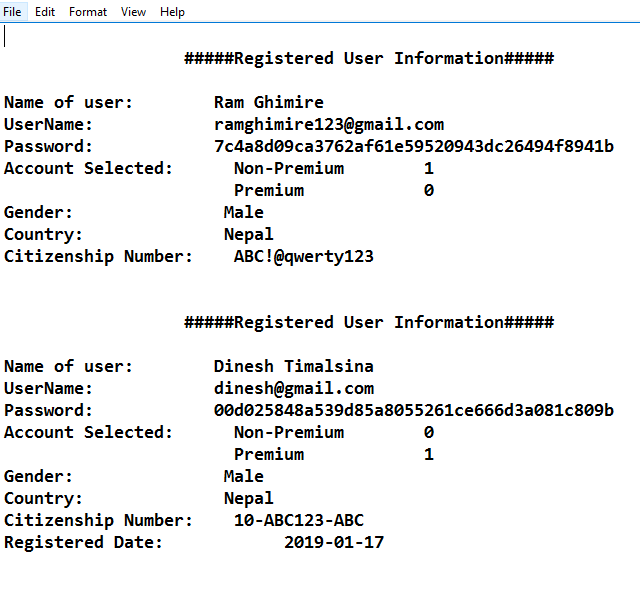 File Edit Format View Help
#####Registered User Information#####
Name of user: Ram Ghimire
UserName: ramghimire123@gmail.com
Password: 7c4a8d09ca3762af61e59520943dc26494f8941b
Account Selected: Non-Premium 1
Premium 0
Gender: Male
Country: Nepal
Citizenship Number: ABC!@qwerty123
#####Registered User Information#####
Name of user: Dinesh Timalsina
UserName: dinesh@gmail.com
Password: 00d025848a539d85a8055261ce666d3a081c809b
Account Selected: Non-Premium 0
Premium 1
Gender: Male
Country: Nepal
Citizenship Number: 10-ABC123-ABC
Registered Date: 2019-01-17